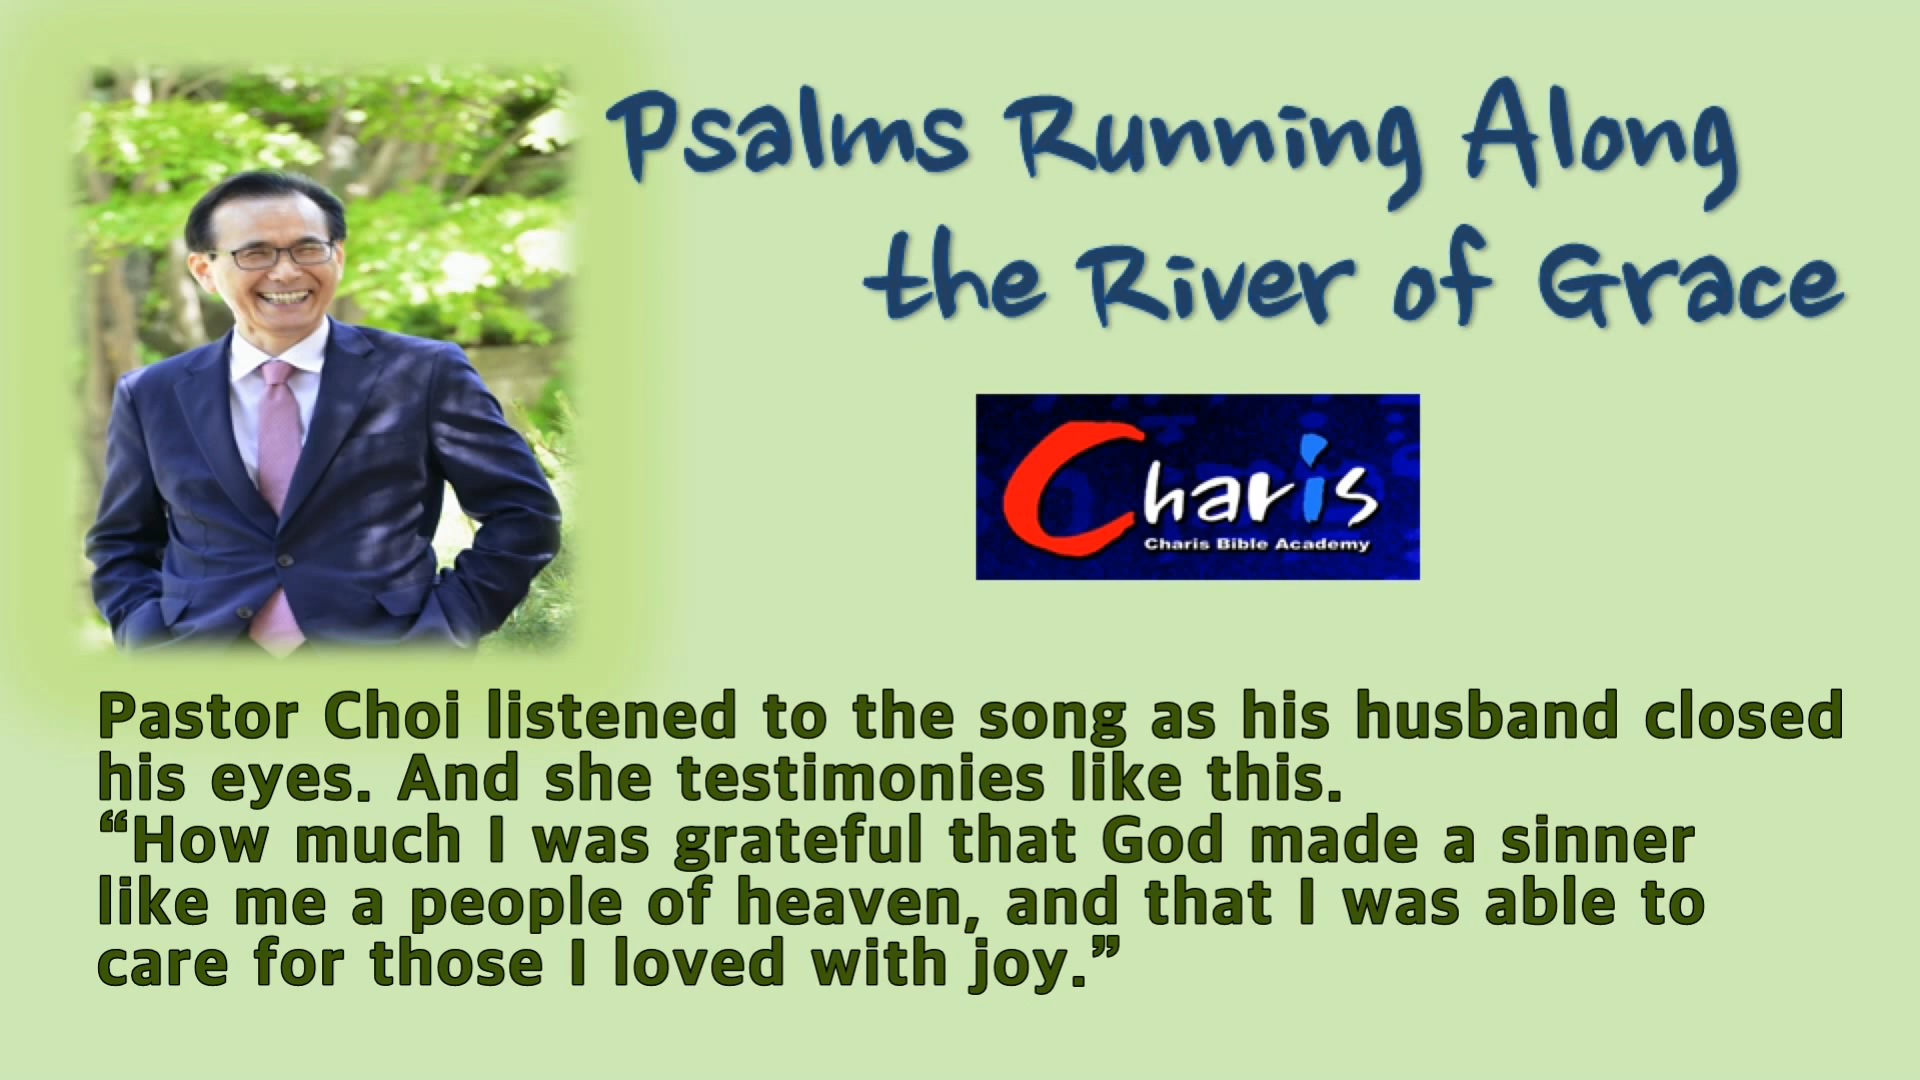 Psalms Running Along
the River of Grace
Charis
Charis Bible Academy
Pastor Choi listened to the song as his husband closed
his eyes. And she testimonies like this.
“How much I was grateful that God made a sinner
like me a people of heaven, and that I was able to
care for those I loved with joy.”